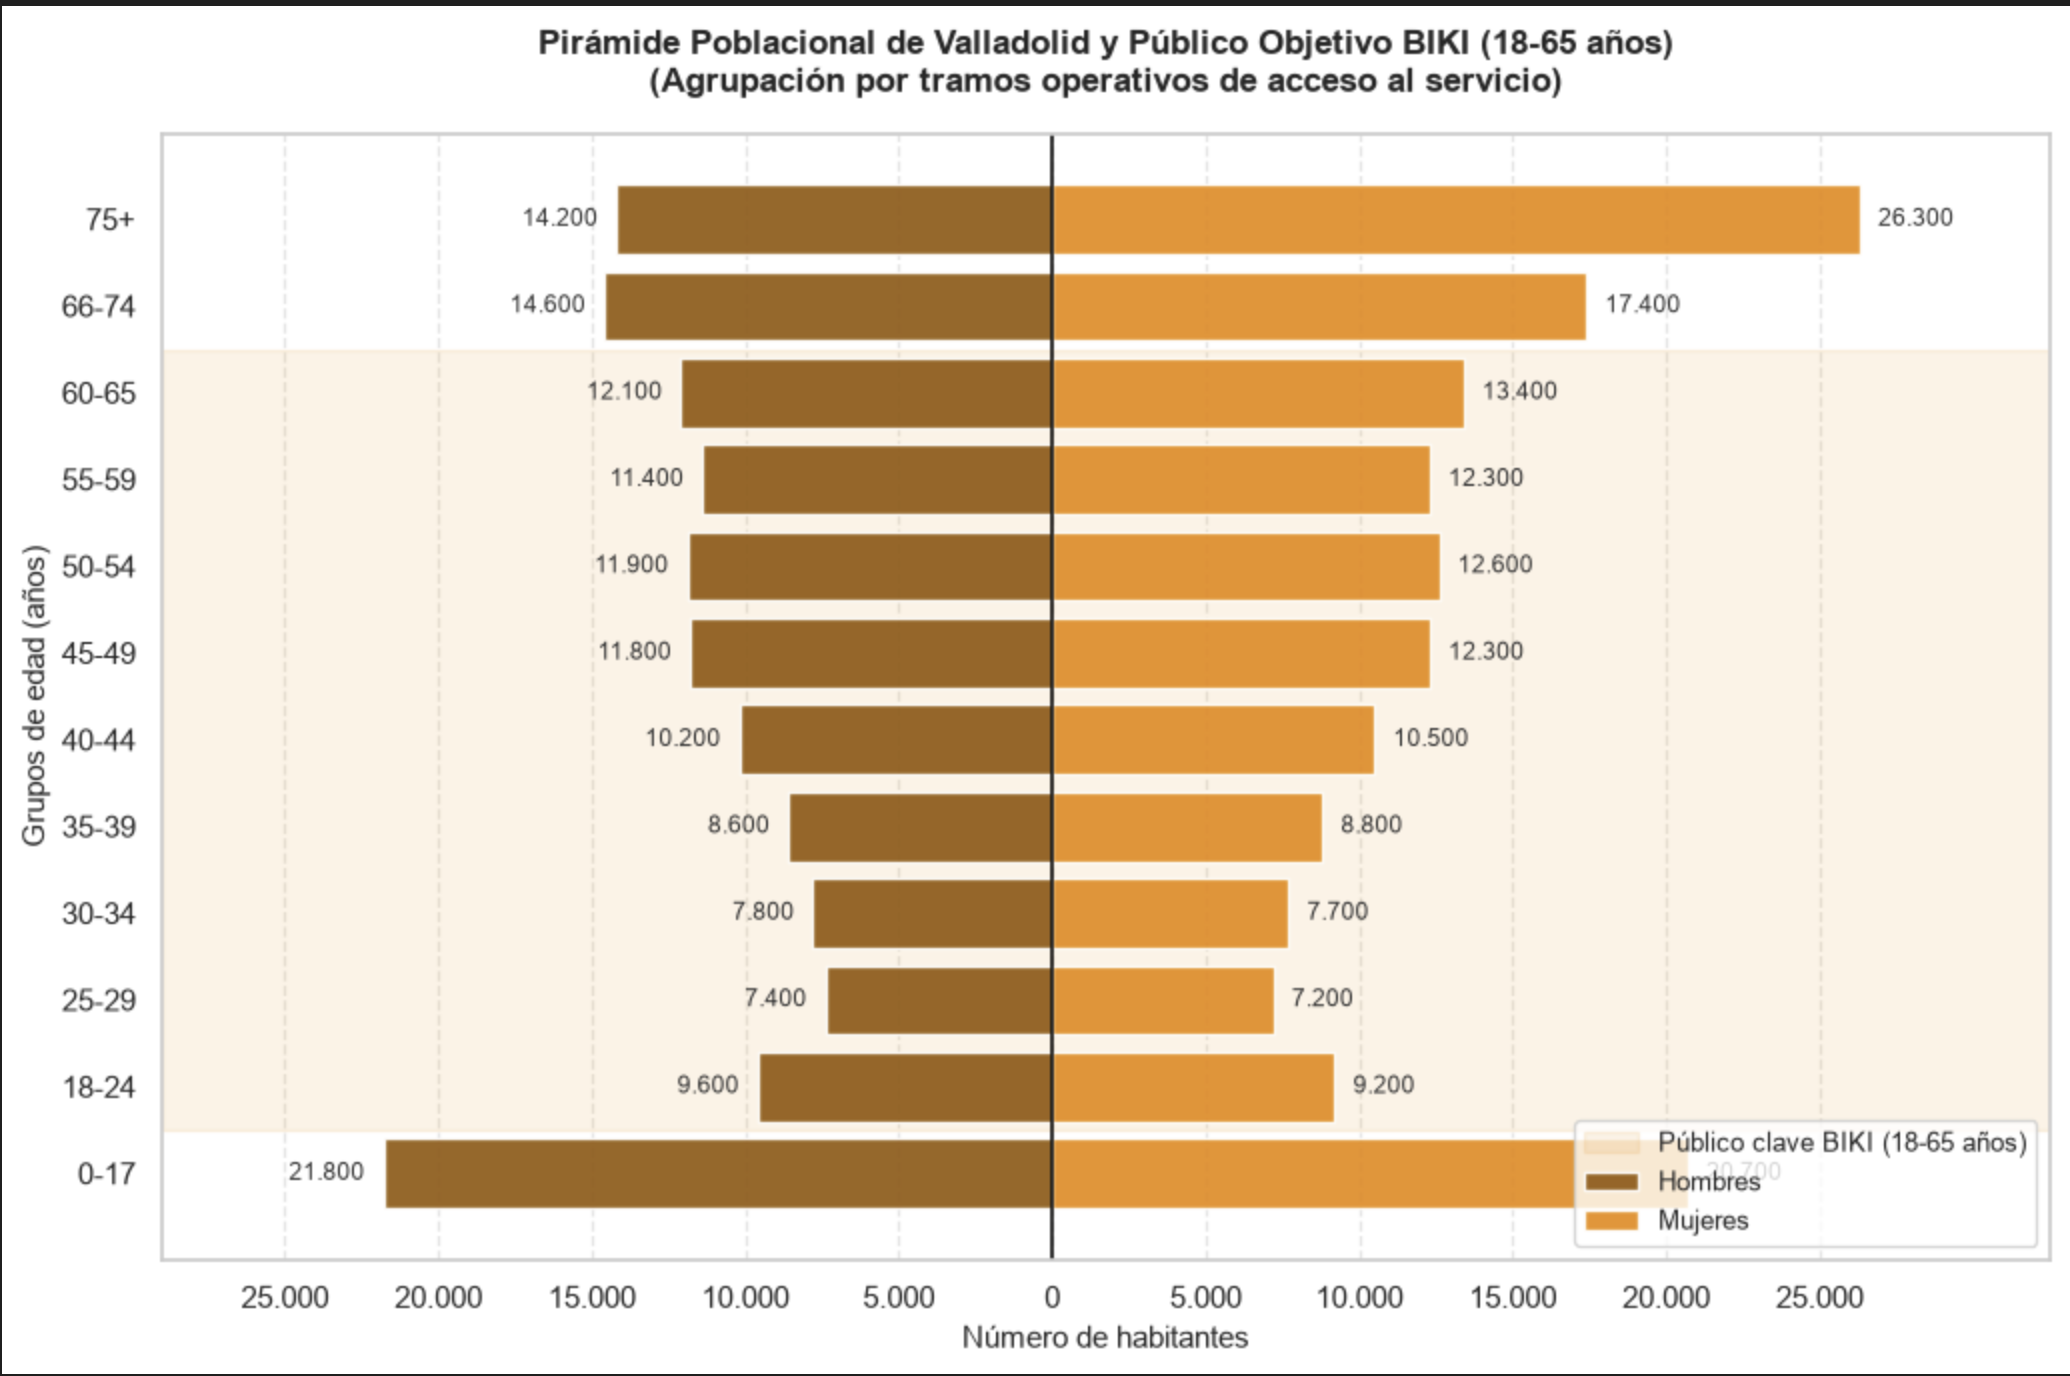 Pirámide Poblacional de Valladolid y Público Objetivo BIKI (18-65 años)
(Agrupación por tramos operativos de acceso al servicio)
Grupos de edad (años)
75+ 14.200 26.300
66-74 14.600 17.400
60-65 12.100 13.400
55-59 11.400 12.300
50-54 11.900 12.600
45-49 11.800 12.300
40-44 10.200 10.500
35-39 8.600 8.800
30-34 7.800 7.700
25-29 7.400 7.200
18-24 9.600 9.200
0-17 21.800 20.700
Público clave BIKI (18-65 años)
Hombres
Mujeres
25.000 20.000 15.000 10.000 5.000 0 5.000 10.000 15.000 20.000 25.000
Número de habitantes